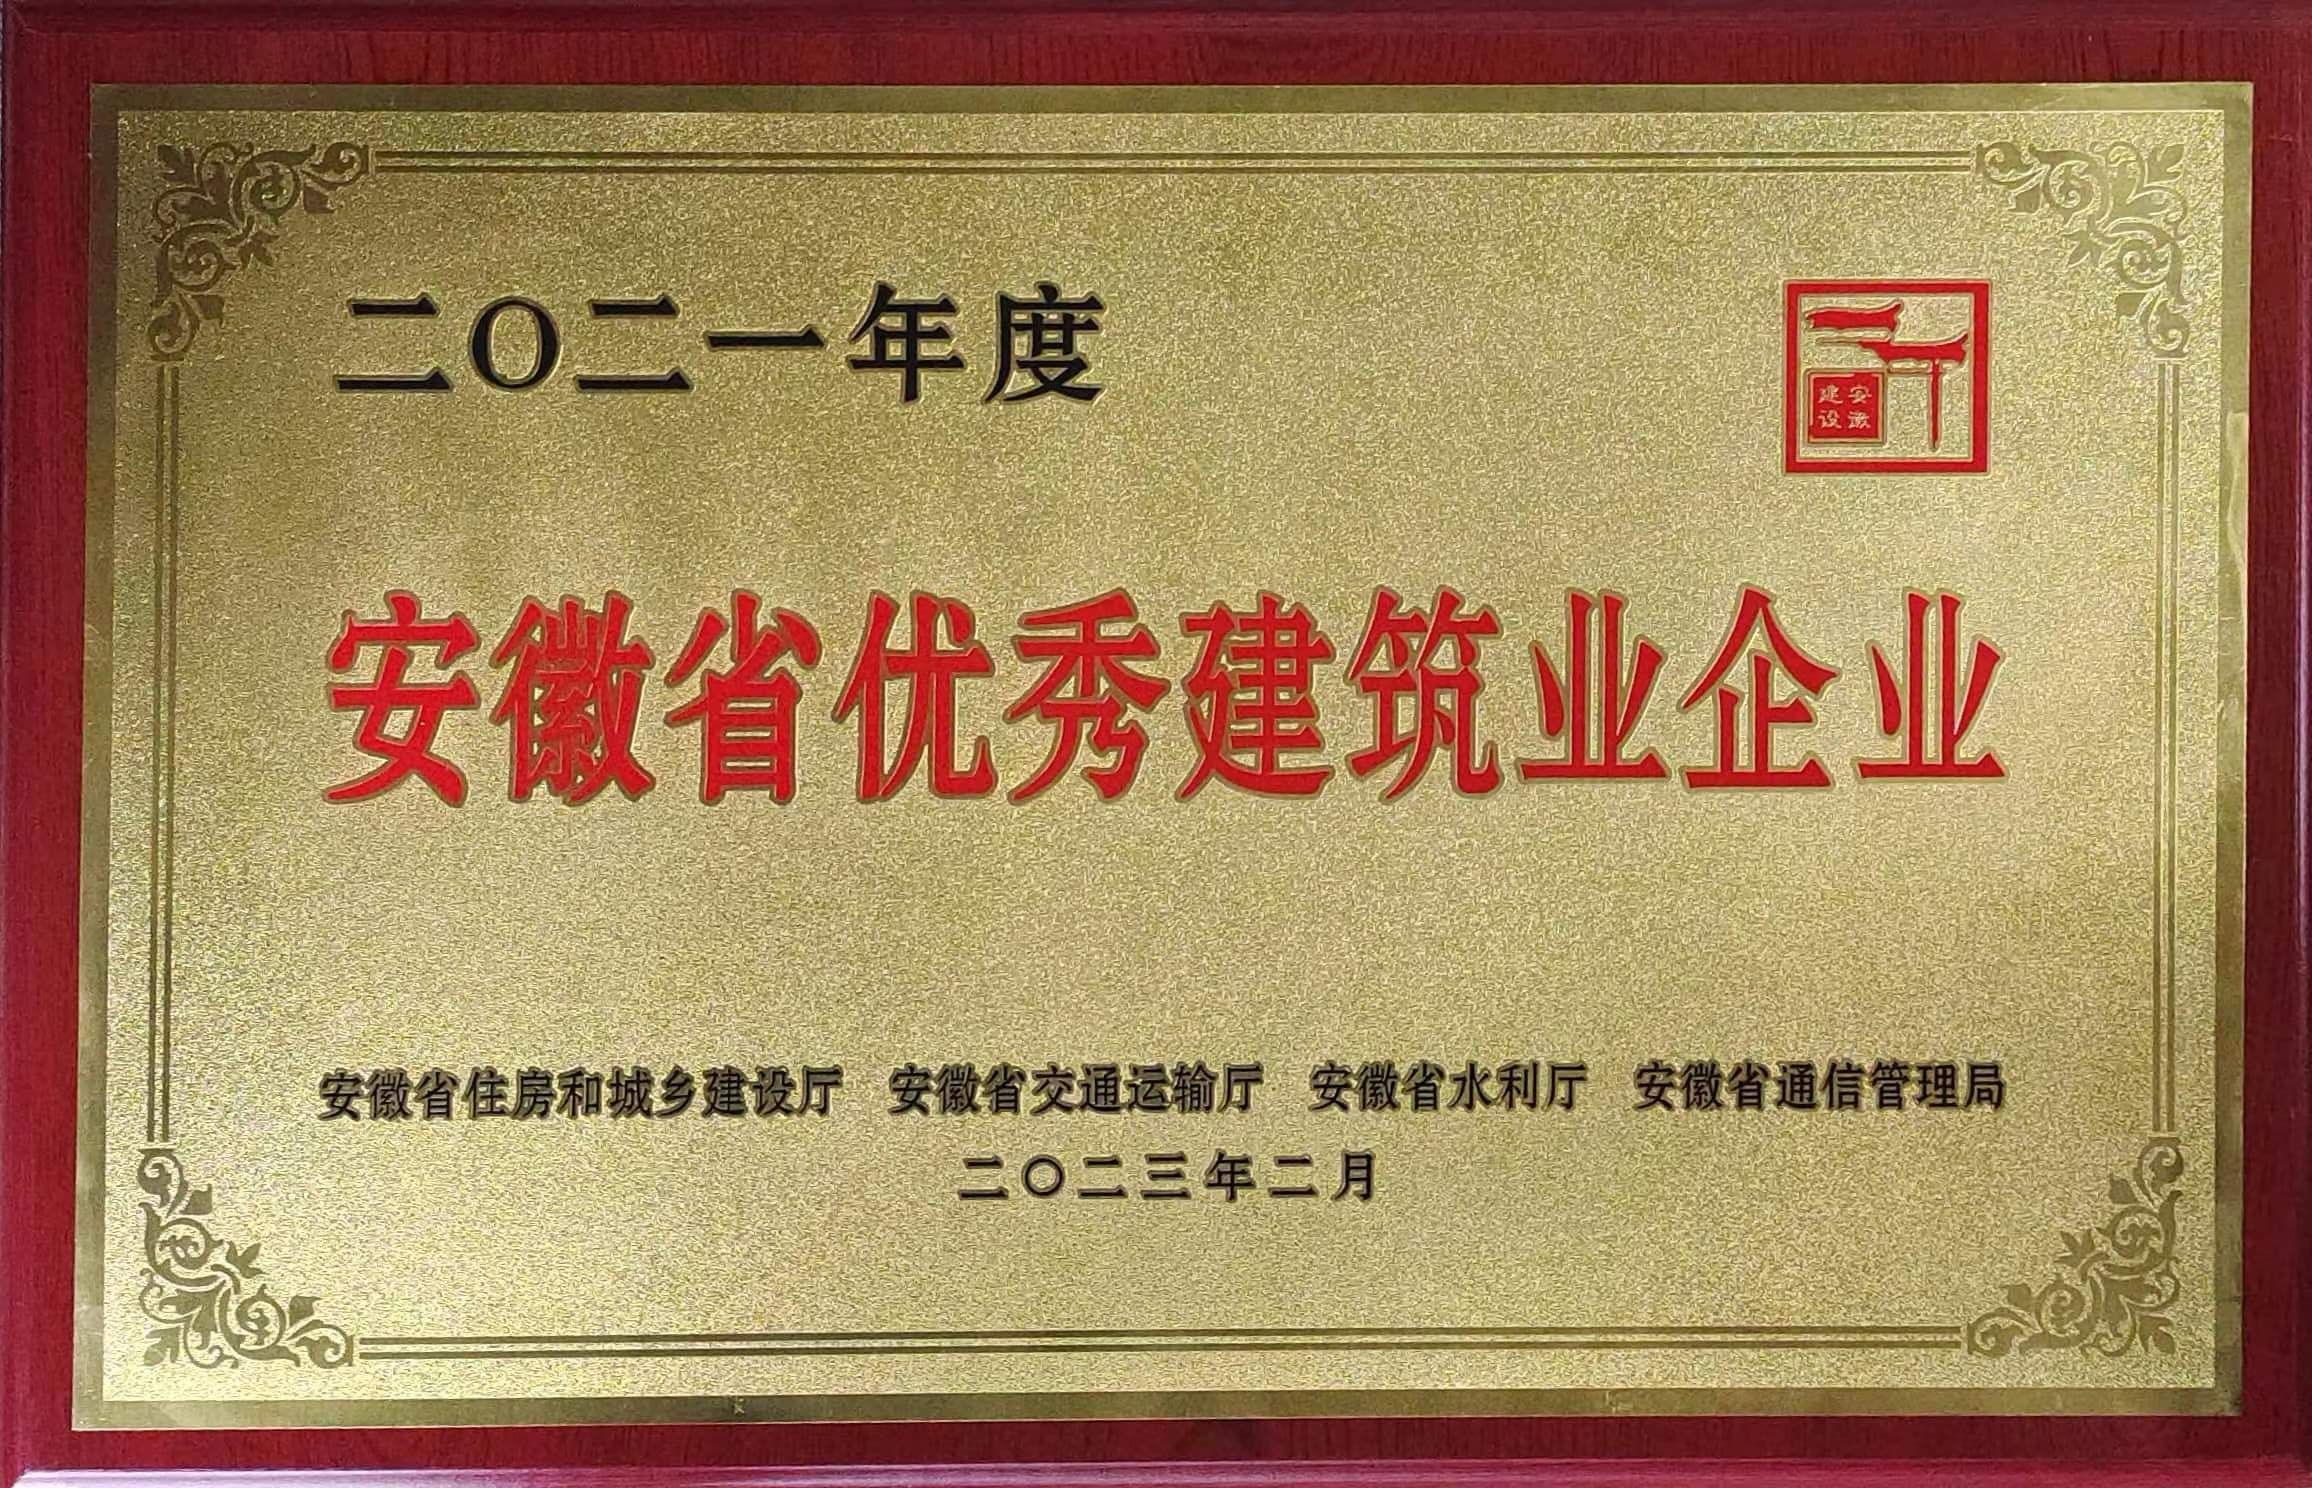 二〇二一年度
安徽建设
安徽省优秀建筑业企业
安徽省住房和城乡建设厅 安徽省交通运输厅 安徽省水利厅 安徽省通信管理局
二〇二三年二月